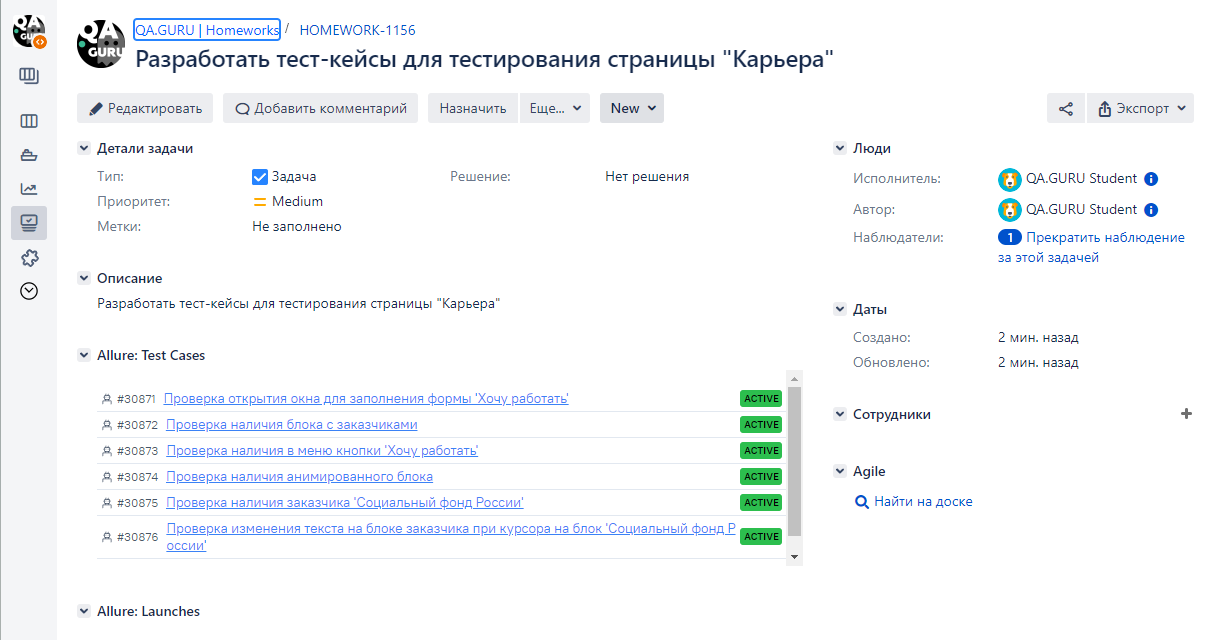 QA GURU
QA GURU
QA.GURU | Homeworks / HOMEWORK-1156
Разработать тест-кейсы для тестирования страницы "Карьера"
Редактировать Добавить комментарий Назначить Еще... New Экспорт
Детали задачи
Тип: Задача Решение: Нет решения
Приоритет: Medium
Метки: Не заполнено
Описание
Разработать тест-кейсы для тестирования страницы "Карьера"
Allure: Test Cases
#30871 Проверка открытия окна для заполнения формы 'Хочу работать' ACTIVE
#30872 Проверка наличия блока с заказчиками ACTIVE
#30873 Проверка наличия в меню кнопки 'Хочу работать' ACTIVE
#30874 Проверка наличия анимированного блока ACTIVE
#30875 Проверка наличия заказчика 'Социальный фонд России' ACTIVE
#30876 Проверка изменения текста на блоке заказчика при курсора на блок 'Социальный фонд Р
оссии' ACTIVE
Allure: Launches
Люди
Исполнитель: QA.GURU Student
Автор: QA.GURU Student
Наблюдатели: 1 Прекратить наблюдение
за этой задачей
Даты
Создано: 2 мин. назад
Обновлено: 2 мин. назад
Сотрудники
Agile
Найти на доске